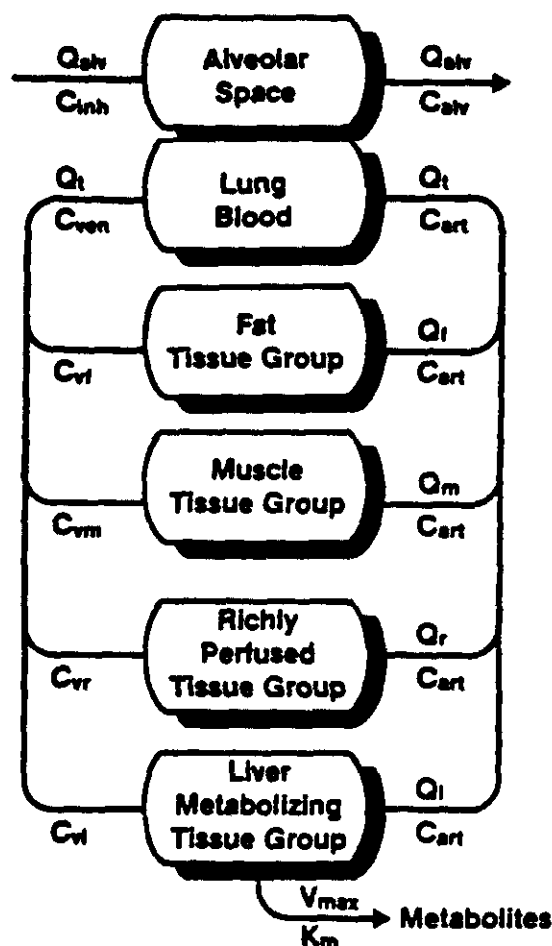 Qalv
Alveolar
Space
Qalv
Cinh
Calv
Qt
Lung
Blood
Qt
Cven
Cart
Fat
Tissue Group
Qf
Cvf
Cart
Muscle
Tissue Group
Qm
Cvm
Cart
Richly
Perfused
Tissue Group
Qr
Cvr
Cart
Liver
Metabolizing
Tissue Group
Ql
Cvl
Cart
Vmax
Km
Metabolites